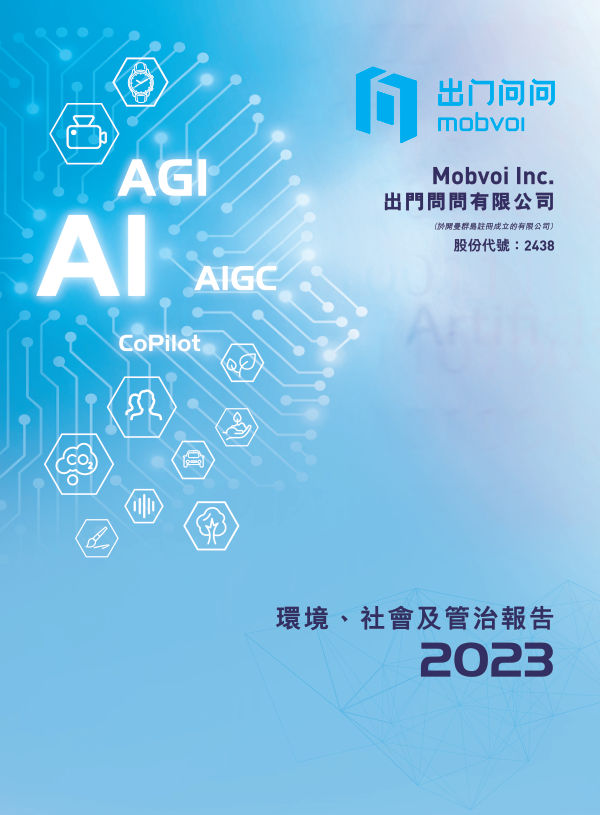 出门问问
mobvoi
Mobvoi Inc.
出門問問有限公司
（於開曼群島註冊成立的有限公司）
股份代號：2438
AGI
AI
AIGC
CoPilot
CO2
環境、社會及管治報告
2023